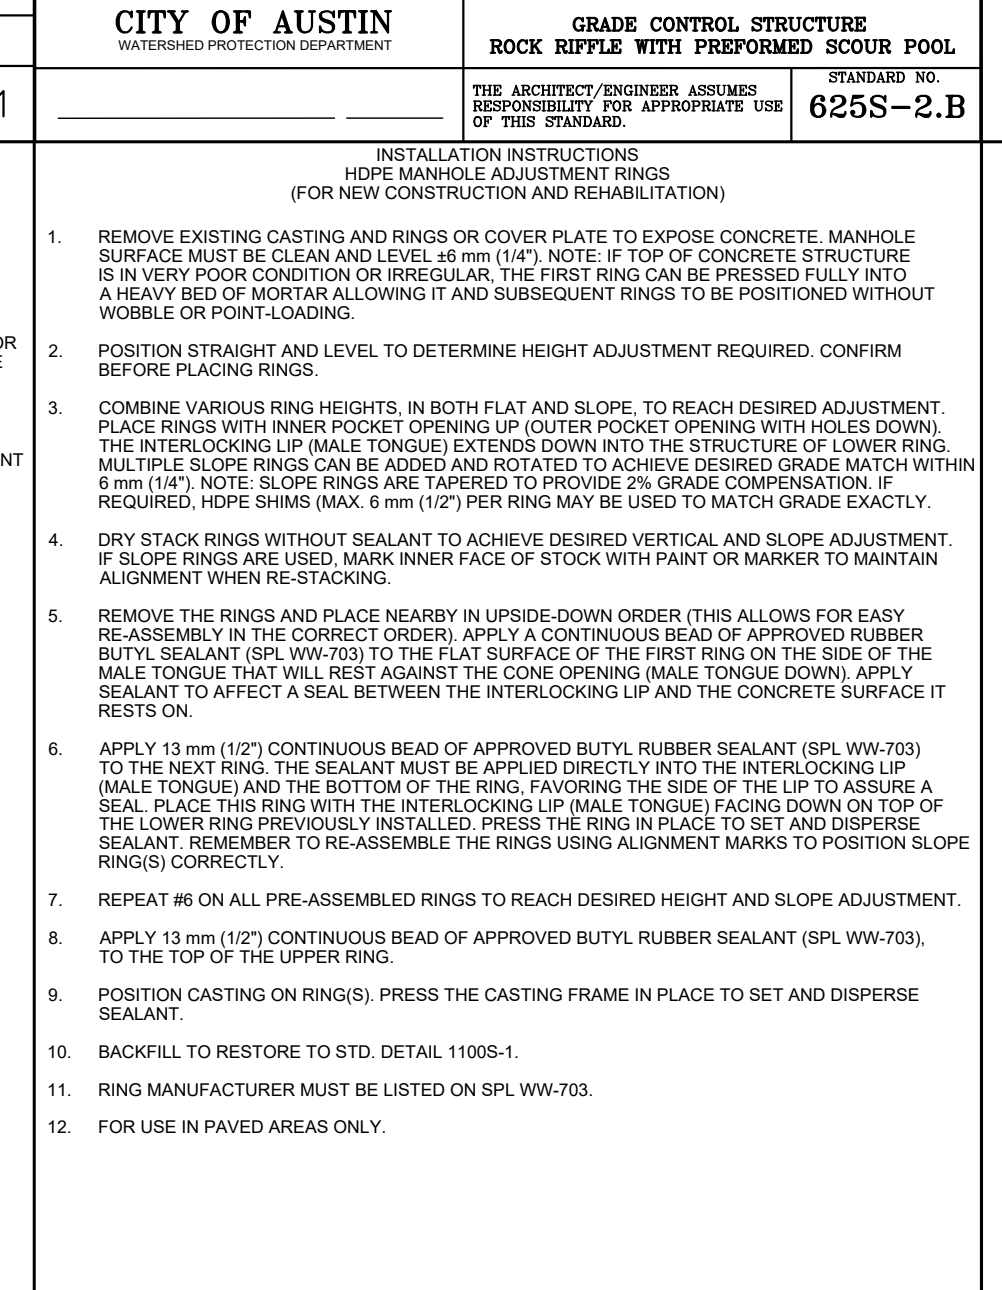 CITY OF AUSTIN
WATERSHED PROTECTION DEPARTMENT
GRADE CONTROL STRUCTURE
ROCK RIFFLE WITH PREFORMED SCOUR POOL
THE ARCHITECT/ENGINEER ASSUMES
RESPONSIBILITY FOR APPROPRIATE USE
OF THIS STANDARD.
STANDARD NO.
625S-2.B
1
OR
E
NT
INSTALLATION INSTRUCTIONS
HDPE MANHOLE ADJUSTMENT RINGS
(FOR NEW CONSTRUCTION AND REHABILITATION)
1. REMOVE EXISTING CASTING AND RINGS OR COVER PLATE TO EXPOSE CONCRETE. MANHOLE
SURFACE MUST BE CLEAN AND LEVEL ±6 mm (1/4"). NOTE: IF TOP OF CONCRETE STRUCTURE
IS IN VERY POOR CONDITION OR IRREGULAR, THE FIRST RING CAN BE PRESSED FULLY INTO
A HEAVY BED OF MORTAR ALLOWING IT AND SUBSEQUENT RINGS TO BE POSITIONED WITHOUT
WOBBLE OR POINT-LOADING.
2. POSITION STRAIGHT AND LEVEL TO DETERMINE HEIGHT ADJUSTMENT REQUIRED. CONFIRM
BEFORE PLACING RINGS.
3. COMBINE VARIOUS RING HEIGHTS, IN BOTH FLAT AND SLOPE, TO REACH DESIRED ADJUSTMENT.
PLACE RINGS WITH INNER POCKET OPENING UP (OUTER POCKET OPENING WITH HOLES DOWN).
THE INTERLOCKING LIP (MALE TONGUE) EXTENDS DOWN INTO THE STRUCTURE OF LOWER RING.
MULTIPLE SLOPE RINGS CAN BE ADDED AND ROTATED TO ACHIEVE DESIRED GRADE MATCH WITHIN
6 mm (1/4"). NOTE: SLOPE RINGS ARE TAPERED TO PROVIDE 2% GRADE COMPENSATION. IF
REQUIRED, HDPE SHIMS (MAX. 6 mm (1/2") PER RING MAY BE USED TO MATCH GRADE EXACTLY.
4. DRY STACK RINGS WITHOUT SEALANT TO ACHIEVE DESIRED VERTICAL AND SLOPE ADJUSTMENT.
IF SLOPE RINGS ARE USED, MARK INNER FACE OF STOCK WITH PAINT OR MARKER TO MAINTAIN
ALIGNMENT WHEN RE-STACKING.
5. REMOVE THE RINGS AND PLACE NEARBY IN UPSIDE-DOWN ORDER (THIS ALLOWS FOR EASY
RE-ASSEMBLY IN THE CORRECT ORDER). APPLY A CONTINUOUS BEAD OF APPROVED RUBBER
BUTYL SEALANT (SPL WW-703) TO THE FLAT SURFACE OF THE FIRST RING ON THE SIDE OF THE
MALE TONGUE THAT WILL REST AGAINST THE CONE OPENING (MALE TONGUE DOWN). APPLY
SEALANT TO AFFECT A SEAL BETWEEN THE INTERLOCKING LIP AND THE CONCRETE SURFACE IT
RESTS ON.
6. APPLY 13 mm (1/2") CONTINUOUS BEAD OF APPROVED BUTYL RUBBER SEALANT (SPL WW-703)
TO THE NEXT RING. THE SEALANT MUST BE APPLIED DIRECTLY INTO THE INTERLOCKING LIP
(MALE TONGUE) AND THE BOTTOM OF THE RING, FAVORING THE SIDE OF THE LIP TO ASSURE A
SEAL. PLACE THIS RING WITH THE INTERLOCKING LIP (MALE TONGUE) FACING DOWN ON TOP OF
THE LOWER RING PREVIOUSLY INSTALLED. PRESS THE RING IN PLACE TO SET AND DISPERSE
SEALANT. REMEMBER TO RE-ASSEMBLE THE RINGS USING ALIGNMENT MARKS TO POSITION SLOPE
RING(S) CORRECTLY.
7. REPEAT #6 ON ALL PRE-ASSEMBLED RINGS TO REACH DESIRED HEIGHT AND SLOPE ADJUSTMENT.
8. APPLY 13 mm (1/2") CONTINUOUS BEAD OF APPROVED BUTYL RUBBER SEALANT (SPL WW-703),
TO THE TOP OF THE UPPER RING.
9. POSITION CASTING ON RING(S). PRESS THE CASTING FRAME IN PLACE TO SET AND DISPERSE
SEALANT.
10. BACKFILL TO RESTORE TO STD. DETAIL 1100S-1.
11. RING MANUFACTURER MUST BE LISTED ON SPL WW-703.
12. FOR USE IN PAVED AREAS ONLY.